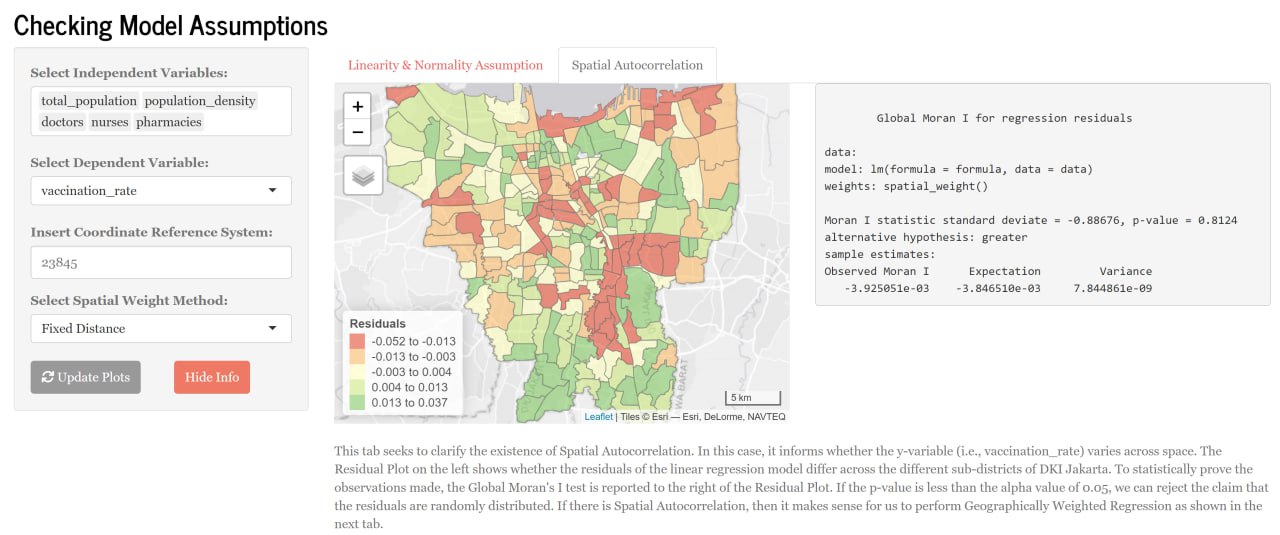 Checking Model Assumptions
Select Independent Variables:
total_population population_density
doctors nurses pharmacies
Select Dependent Variable:
vaccination_rate
Insert Coordinate Reference System:
23845
Select Spatial Weight Method:
Fixed Distance
Update Plots
Hide Info
Linearity & Normality Assumption
Spatial Autocorrelation
+
−
Residuals
-0.052 to -0.013
-0.013 to -0.003
-0.003 to 0.004
0.004 to 0.013
0.013 to 0.037
WA BARAT
5 km
Leaflet | Tiles © Esri — Esri, DeLorme, NAVTEQ
Global Moran I for regression residuals
data:
model: lm(formula = formula, data = data)
weights: spatial_weight()
Moran I statistic standard deviate = -0.88676, p-value = 0.8124
alternative hypothesis: greater
sample estimates:
Observed Moran I Expectation Variance
-3.925051e-03 -3.846510e-03 7.844861e-09
This tab seeks to clarify the existence of Spatial Autocorrelation. In this case, it informs whether the y-variable (i.e., vaccination_rate) varies across space. The
Residual Plot on the left shows whether the residuals of the linear regression model differ across the different sub-districts of DKI Jakarta. To statistically prove the
observations made, the Global Moran's I test is reported to the right of the Residual Plot. If the p-value is less than the alpha value of 0.05, we can reject the claim that
the residuals are randomly distributed. If there is Spatial Autocorrelation, then it makes sense for us to perform Geographically Weighted Regression as shown in the
next tab.